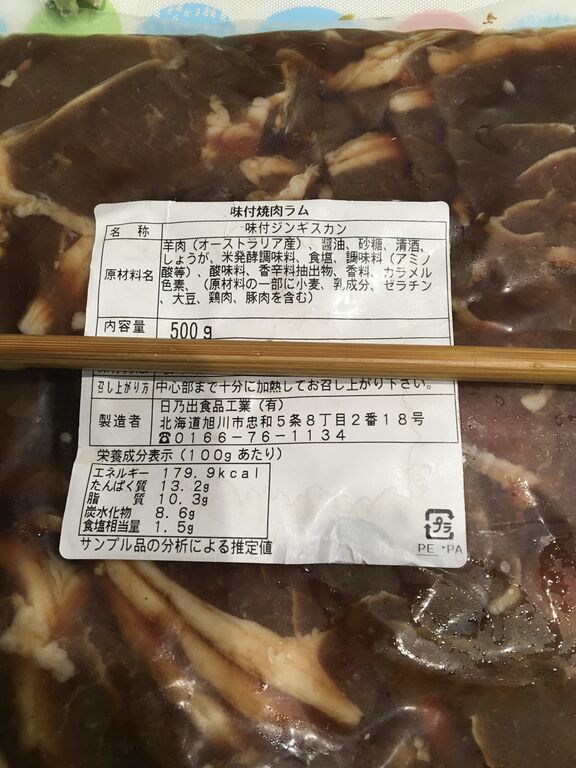 味付焼肉ラム
名 称 味付ジンギスカン
原材料名 羊肉（オーストラリア産）、醤油、砂糖、清酒、
しょうが、米発酵調味料、食塩、調味料（アミノ
酸等）、酸味料、香辛料抽出物、香料、カラメル
色素、（原材料の一部に小麦、乳成分、ゼラチン
、大豆、鶏肉、豚肉を含む）
内容量 500g
召し上がり方 中心部まで十分に加熱してお召し上がり下さい。
製造者 日乃出食品工業（有）
北海道旭川市忠和5条8丁目2番18号
☎0166-76-1134
栄養成分表示（100gあたり）
エネルギー 179.9kcal
たんぱく質 13.2g
脂 質 10.3g
炭水化物 8.6g
食塩相当量 1.5g
サンプル品の分析による推定値
プラ
PE・PA